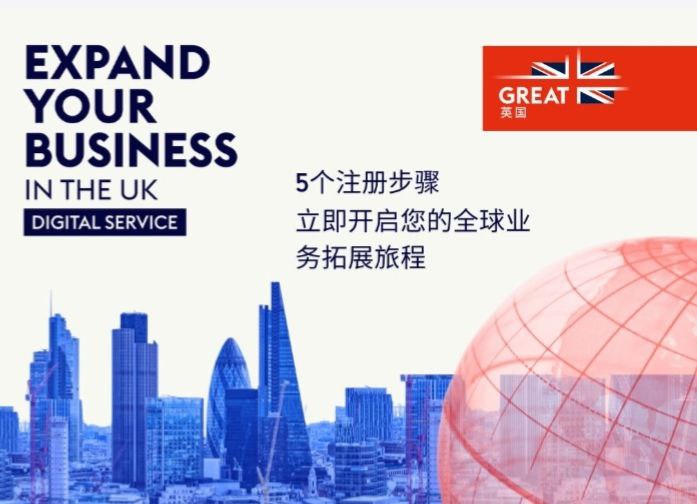 EXPAND
YOUR
BUSINESS
IN THE UK
DIGITAL SERVICE
GREAT
英国
5个注册步骤
立即开启您的全球业
务拓展旅程